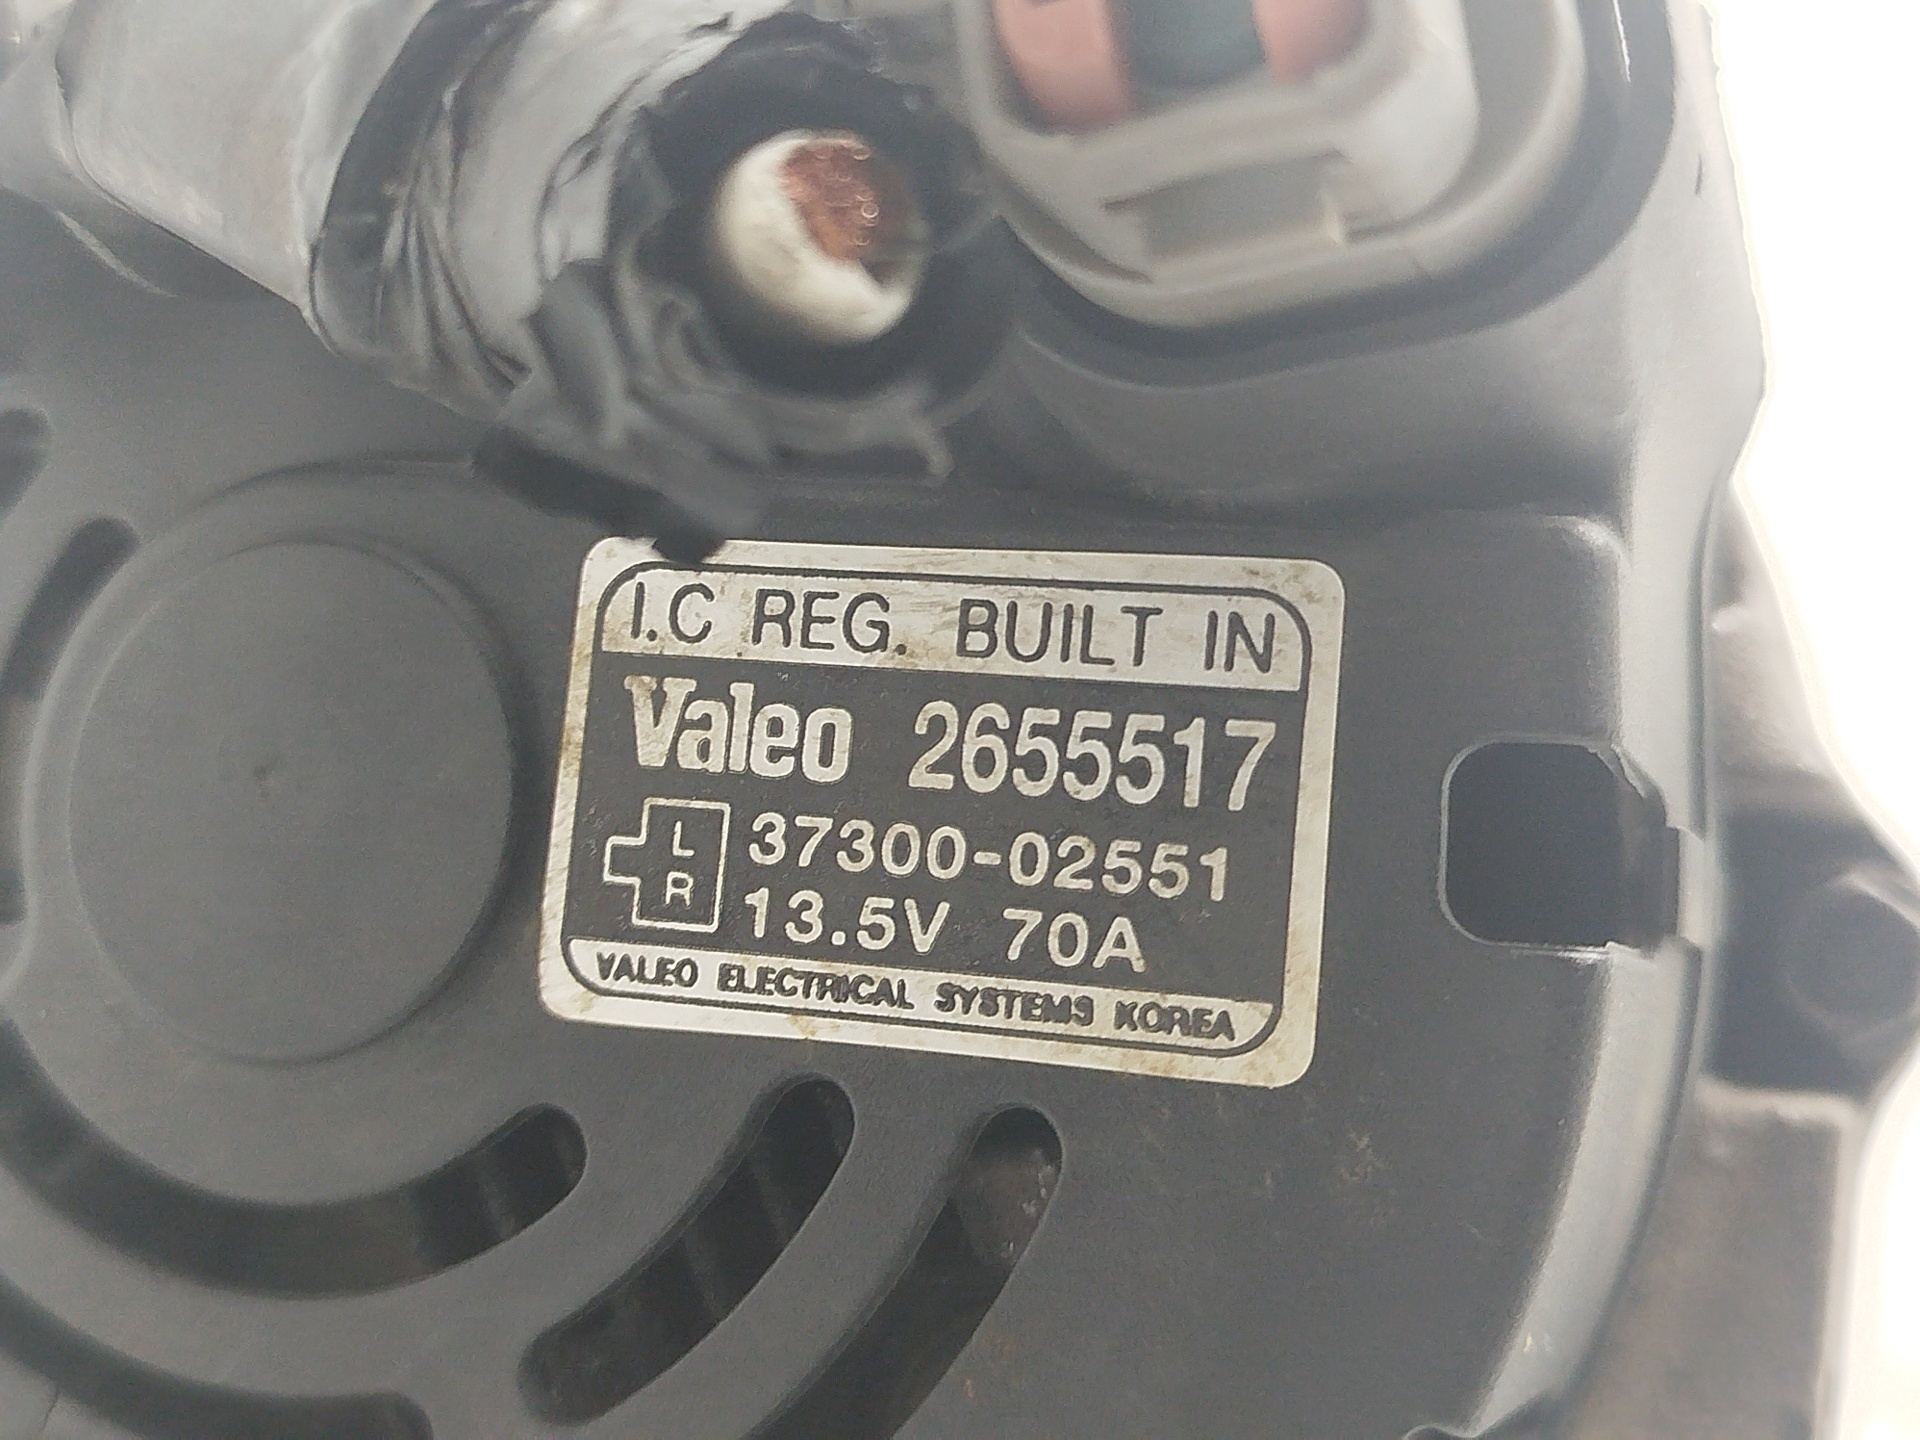 I.C REG. BUILT IN
Valeo 2655517
L
R
37300-02551
13.5V 70A
VALEO ELECTRICAL SYSTEMS KOREA